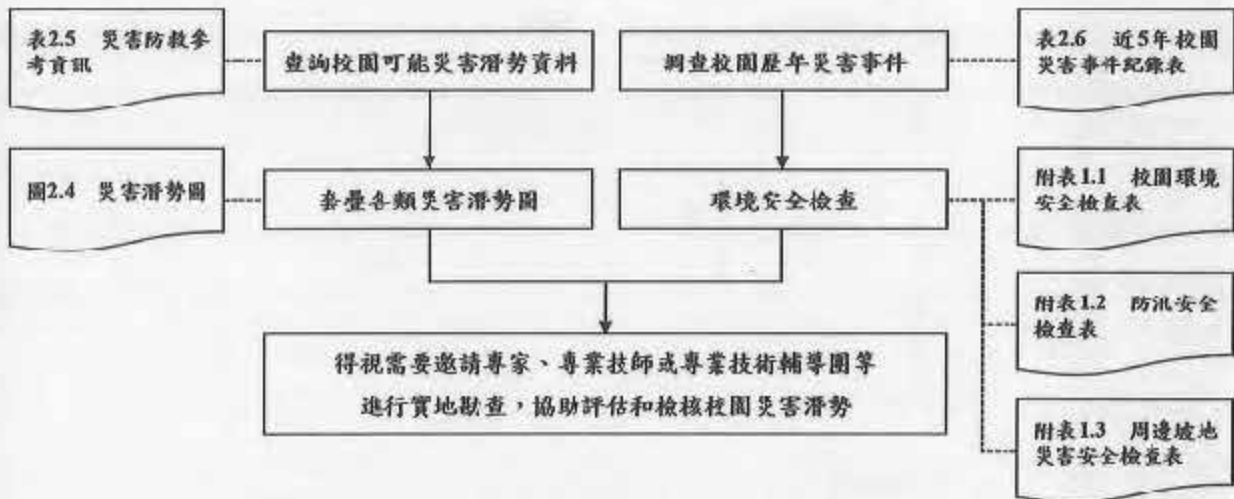 表2.5 災害防救參
考資訊
查詢校園可能災害潛勢資料
調查校園歷年災害事件
表2.6 近5年校園
災害事件紀錄表
圖2.4 災害潛勢圖
套疊各類災害潛勢圖
環境安全檢查
附表1.1 校園環境
安全檢查表
附表1.2 防汛安全
檢查表
得視需要邀請專家、專業技師或專業技術輔導團等
進行實地勘查,協助評估和檢核校園災害潛勢
附表1.3 周邊坡地
災害安全檢查表